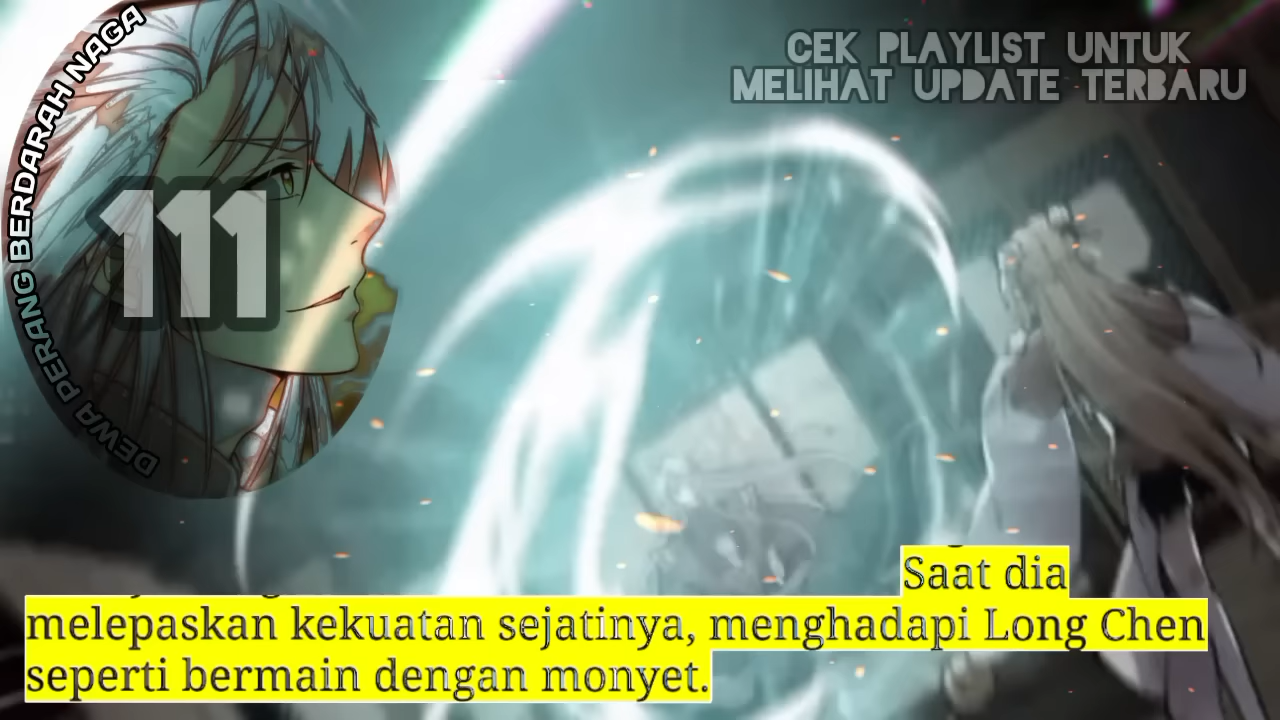 DEWA PERANG BERDARAH NAGA
111
CEK PLAYLIST UNTUK
MELIHAT UPDATE TERBARU
Saat dia
melepaskan kekuatan sejatinya, menghadapi Long Chen
seperti bermain dengan monyet.